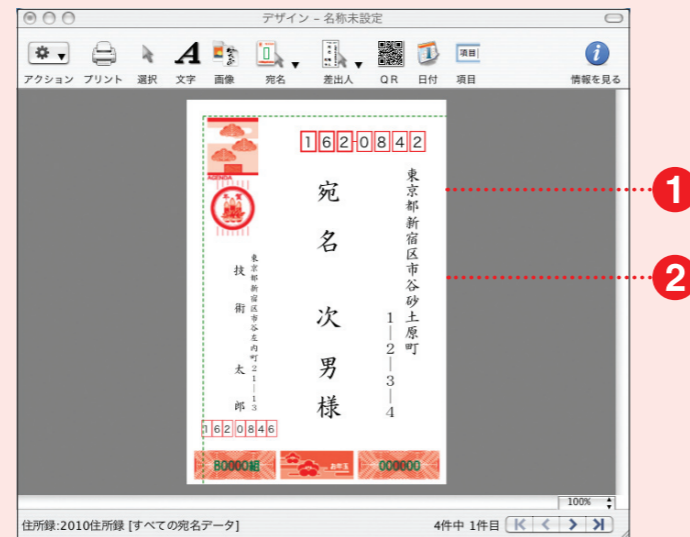 デザイン – 名称未設定
アクション プリント 選択 文字 画像 宛名 差出人 QR 日付 項目 情報を見る
項目
162-0842
東京都新宿区市谷砂土原町
1―2―3―4
宛名 次男様
東京都新宿区市谷左内町21―13
技術太郎
1620846
B0000組
お年玉
000000
1
2
100%
住所録:2010住所録 [すべての宛名データ]
4件中 1件目